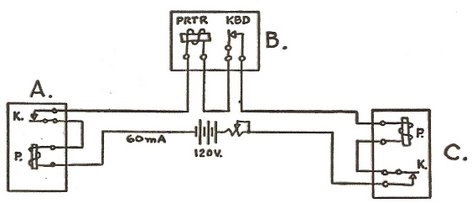 PRTR KBD
B.
A.
K.
P.
60mA
120V.
P.
K.
C.